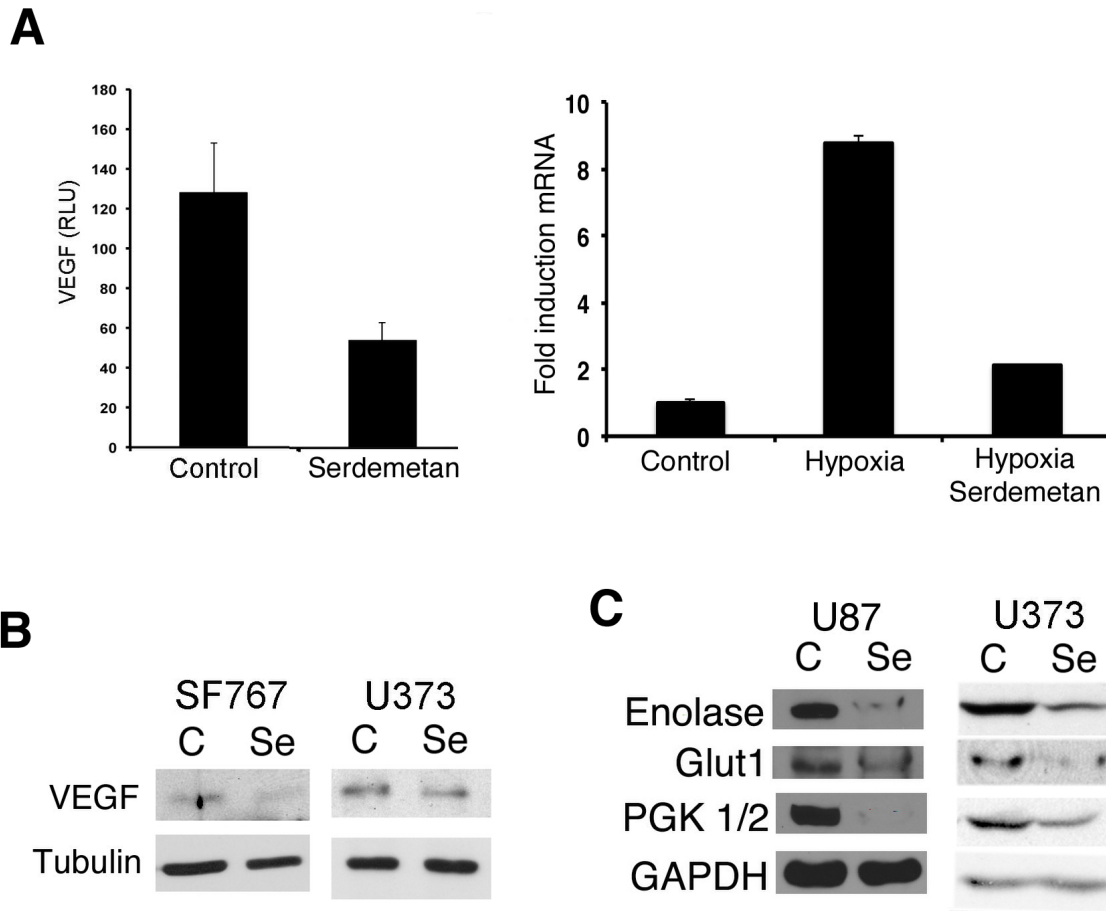 A
180
160
140
120
100
80
60
40
20
0
VEGF (RLU)
Control Serdemetan
10
8
6
4
2
0
Fold induction mRNA
Control Hypoxia Hypoxia
Serdemetan
B
SF767 U373
C Se C Se
VEGF
Tubulin
C
U87 U373
C Se C Se
Enolase
Glut1
PGK 1/2
GAPDH